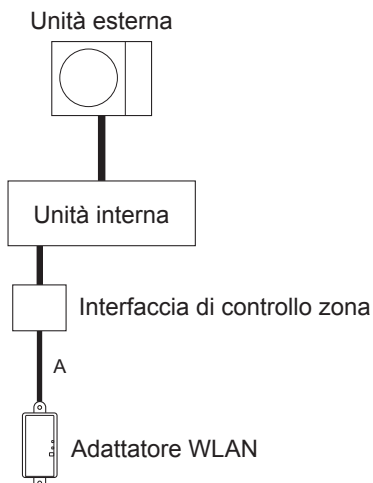 Unità esterna
Unità interna
Interfaccia di controllo zona
A
Adattatore WLAN